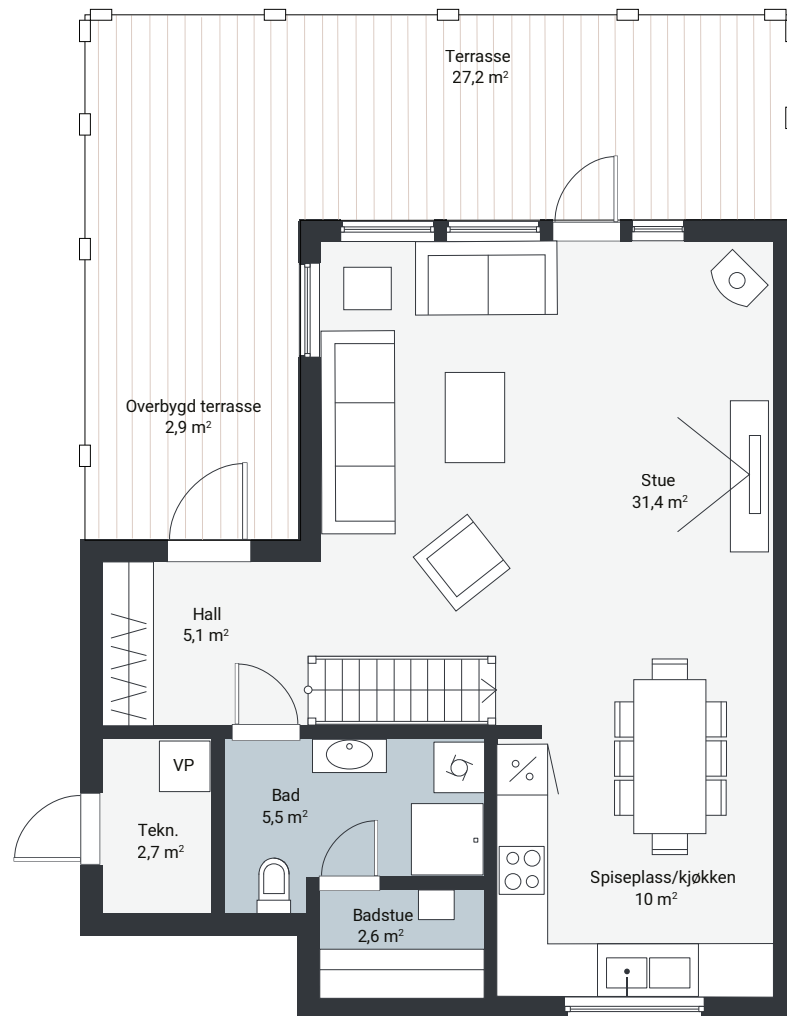 Terrasse
27,2 m²
Overbygd terrasse
2,9 m²
Stue
31,4 m²
Hall
5,1 m²
VP
Bad
5,5 m²
Tekn.
2,7 m²
Spiseplass/kjøkken
10 m²
Badstue
2,6 m²